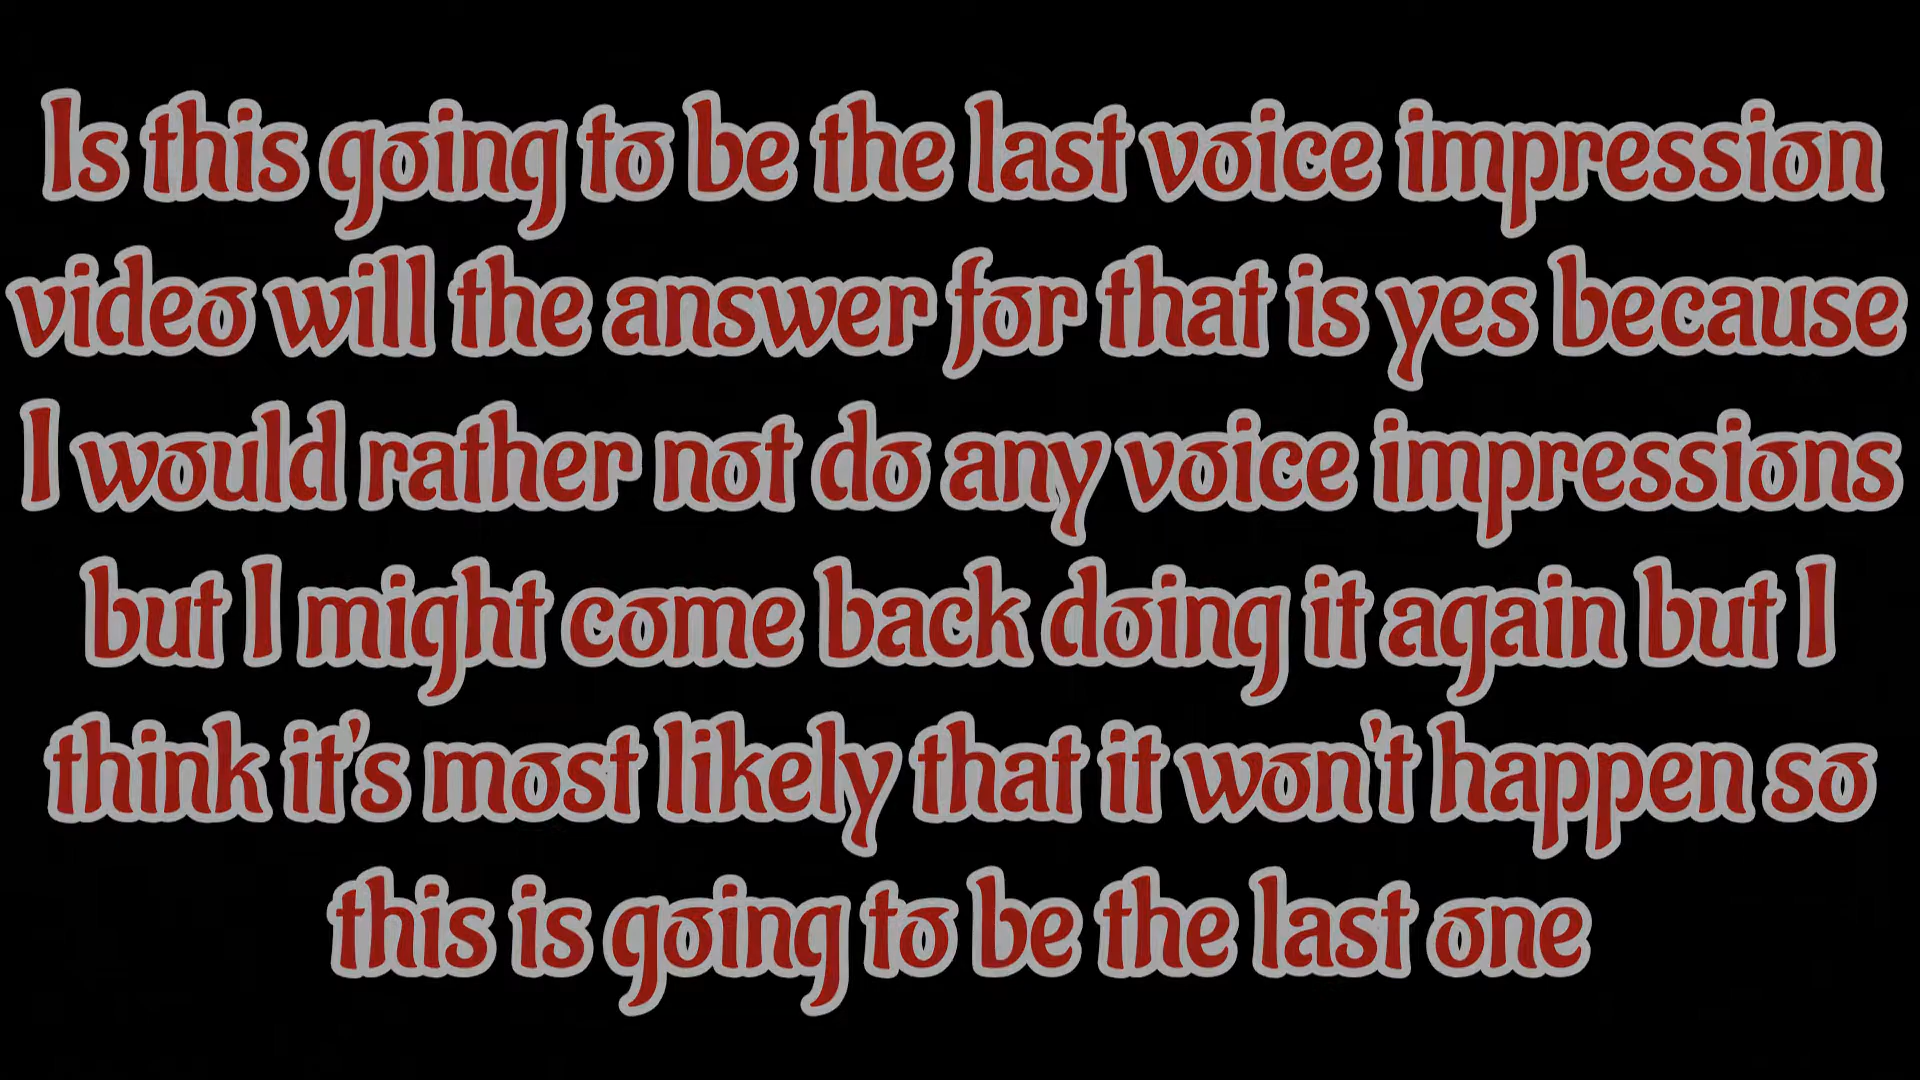 Is this going to be the last voice impression
video will the answer for that is yes because
I would rather not do any voice impressions
but I might come back doing it again but I
think it's most likely that it won't happen so
this is going to be the last one